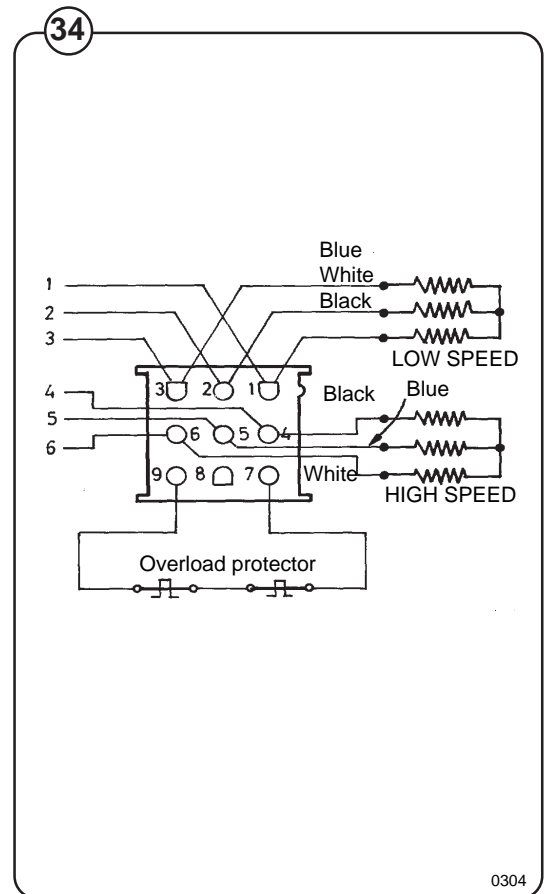 34
Blue
1 White
2 Black
3
LOW SPEED
3 2 1
4 Black Blue
5
6 6 5 4
9 8 7 White
HIGH SPEED
Overload protector
0304